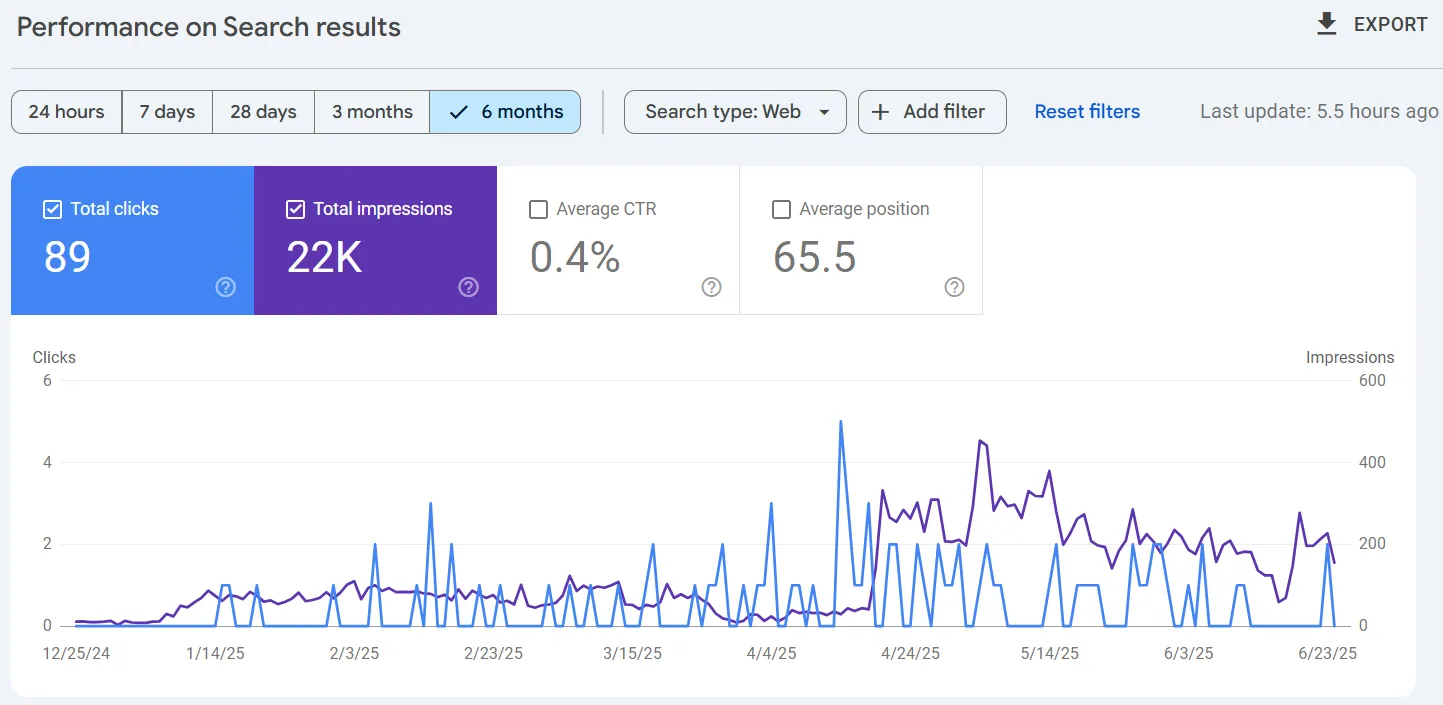 Performance on Search results
EXPORT
24 hours 7 days 28 days 3 months 6 months Search type: Web Add filter Reset filters Last update: 5.5 hours ago
Total clicks Total impressions Average CTR Average position
89 22K 0.4% 65.5
Clicks Impressions
6 600
4 400
2 200
0 0
12/25/24 1/14/25 2/3/25 2/23/25 3/15/25 4/4/25 4/24/25 5/14/25 6/3/25 6/23/25